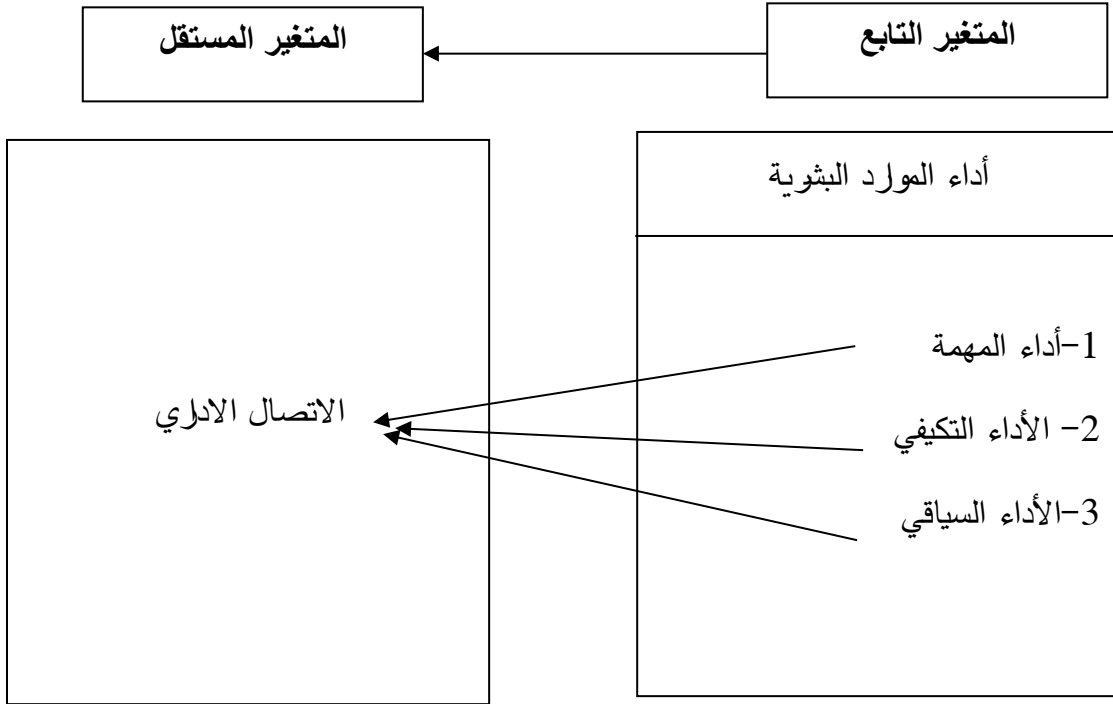 المتغير التابع
المتغير المستقل
أداء الموارد البشرية
1-أداء المهمة
2- الأداء التكيفي
3-الأداء السياقي
الاتصال الاداري